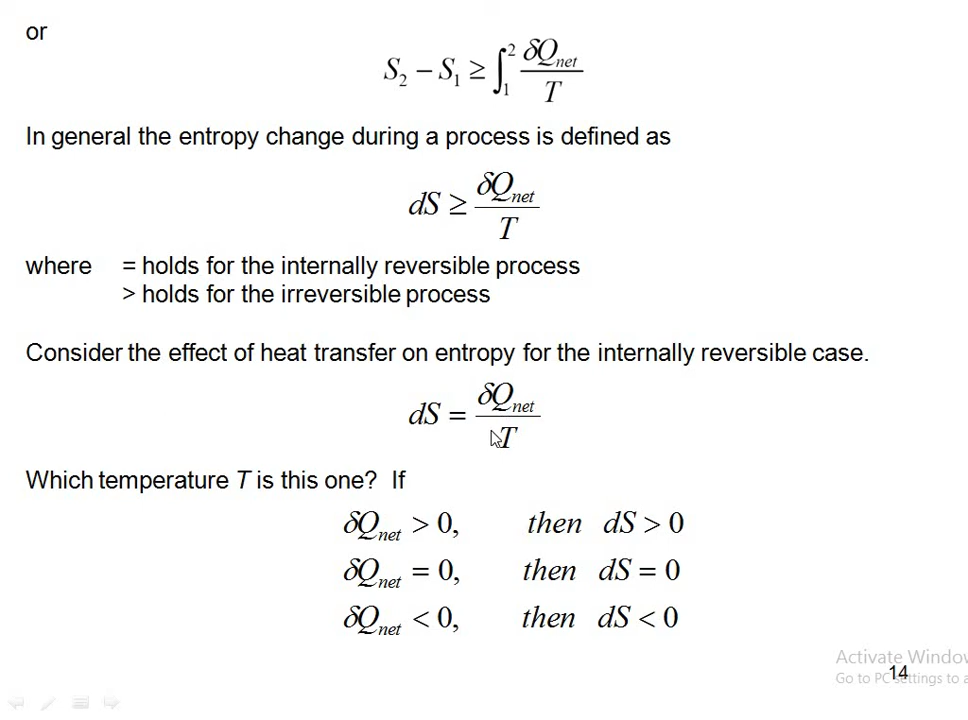 or
S₂ − S₁ ≥ ∫₁² δQnet / T
In general the entropy change during a process is defined as
dS ≥ δQnet / T
where = holds for the internally reversible process
> holds for the irreversible process
Consider the effect of heat transfer on entropy for the internally reversible case.
dS = δQnet / T
Which temperature T is this one? If
δQnet > 0, then dS > 0
δQnet = 0, then dS = 0
δQnet < 0, then dS < 0
Activate Window
14
Go to PC settings to a